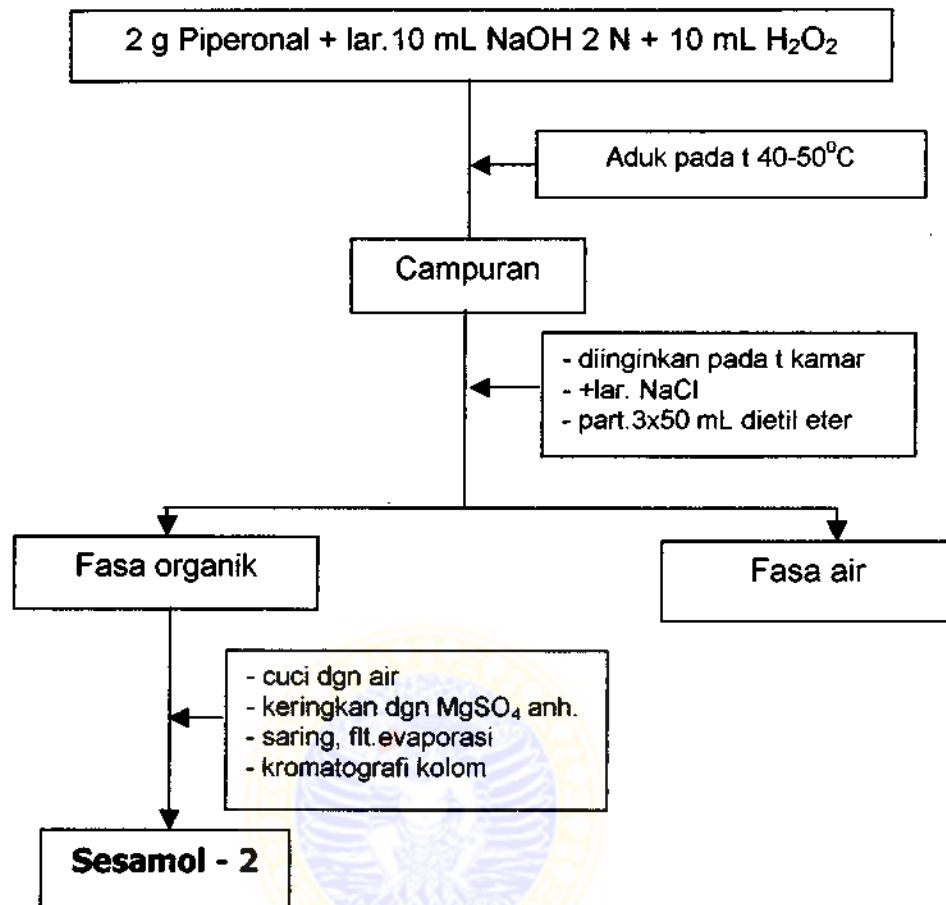 2 g Piperonal + lar.10 mL NaOH 2 N + 10 mL H₂O₂
Aduk pada t 40-50⁰C
Campuran
- diinginkan pada t kamar
- +lar. NaCl
- part.3x50 mL dietil eter
Fasa organik
Fasa air
- cuci dgn air
- keringkan dgn MgSO₄ anh.
- saring, flt.evaporasi
- kromatografi kolom
Sesamol - 2